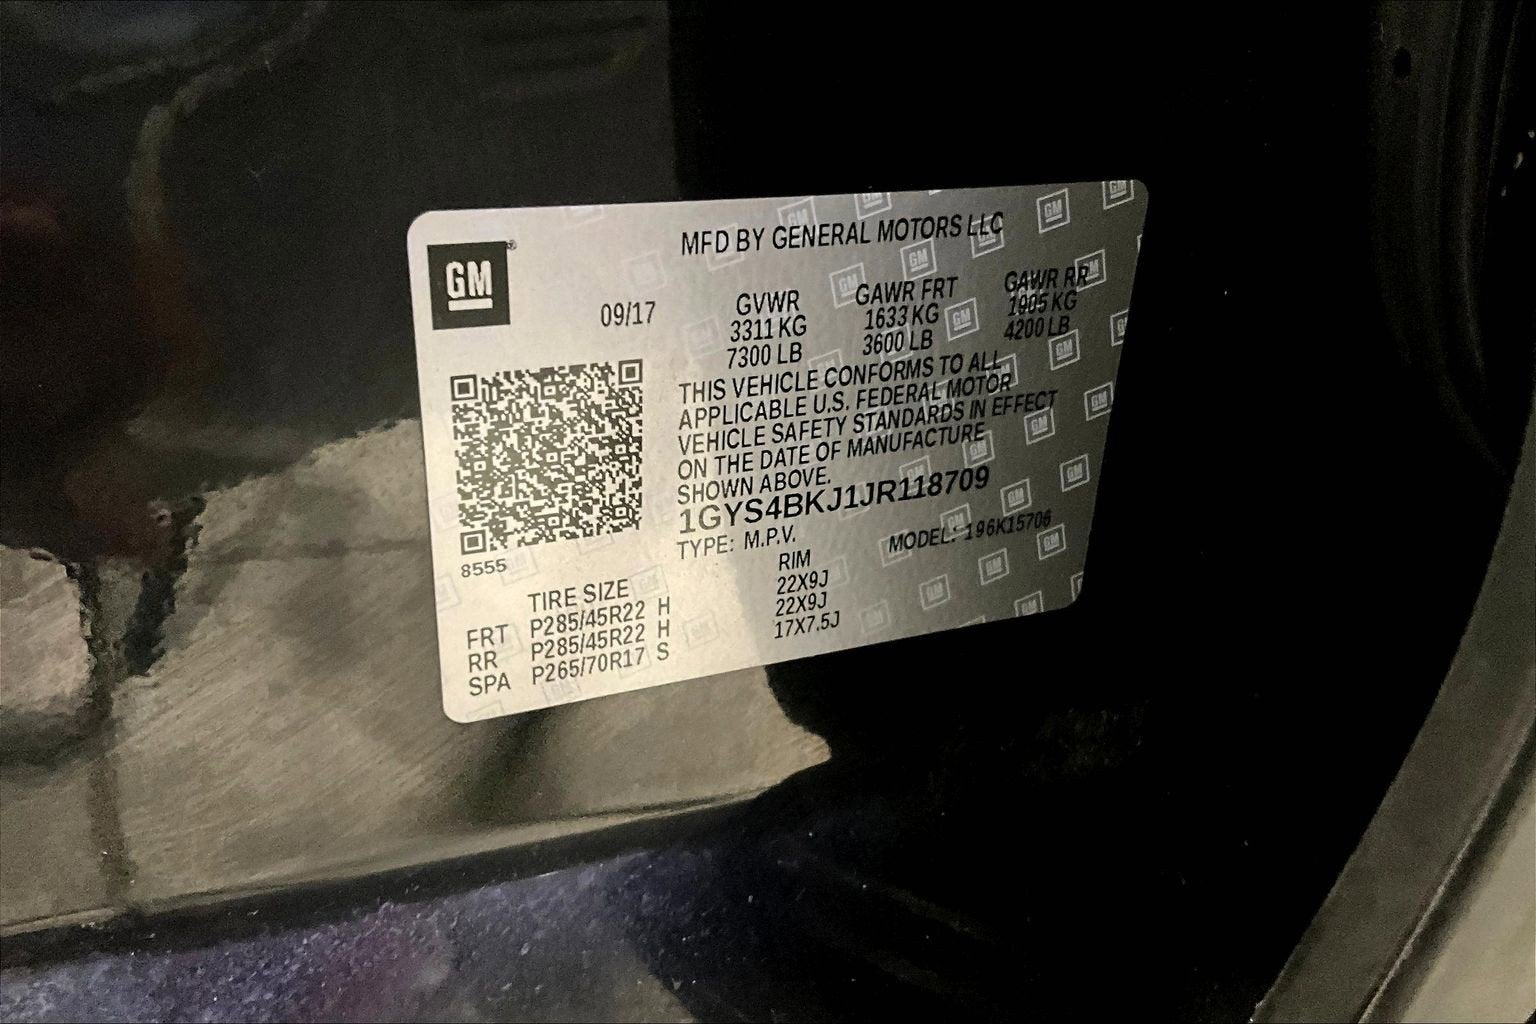 GM®
MFD BY GENERAL MOTORS LLC
09/17
GVWR GAWR FRT GAWR RR
3311 KG 1633 KG 1905 KG
7300 LB 3600 LB 4200 LB
THIS VEHICLE CONFORMS TO ALL
APPLICABLE U.S. FEDERAL MOTOR
VEHICLE SAFETY STANDARDS IN EFFECT
ON THE DATE OF MANUFACTURE
SHOWN ABOVE.
1GYS4BKJ1JR118709
TYPE: M.P.V. MODEL: 196K15706
8555
TIRE SIZE RIM
FRT P285/45R22 H 22X9J
RR P285/45R22 H 22X9J
SPA P265/70R17 S 17X7.5J